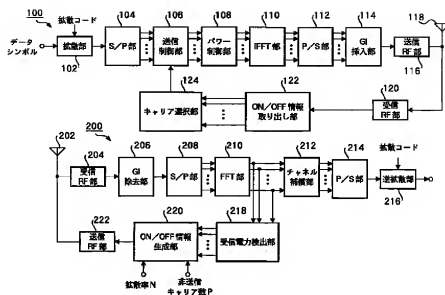 100
拡散コード
データ
シンボル
拡散部
102
104
S/P部
106
送信
制御部
108
パワー
制御部
110
IFFT部
112
P/S部
114
GI
挿入部
送信
RF部
116
118
120
受信
RF部
122
ON/OFF情報
取り出し部
124
キャリア選択部
200
202
204
受信
RF部
206
GI
除去部
208
S/P部
210
FFT部
212
チャネル
補償部
214
P/S部
拡散コード
逆拡散部
216
218
受信電力検出部
220
ON/OFF情報
生成部
222
送信
RF部
拡散率N
非送信
キャリア数P